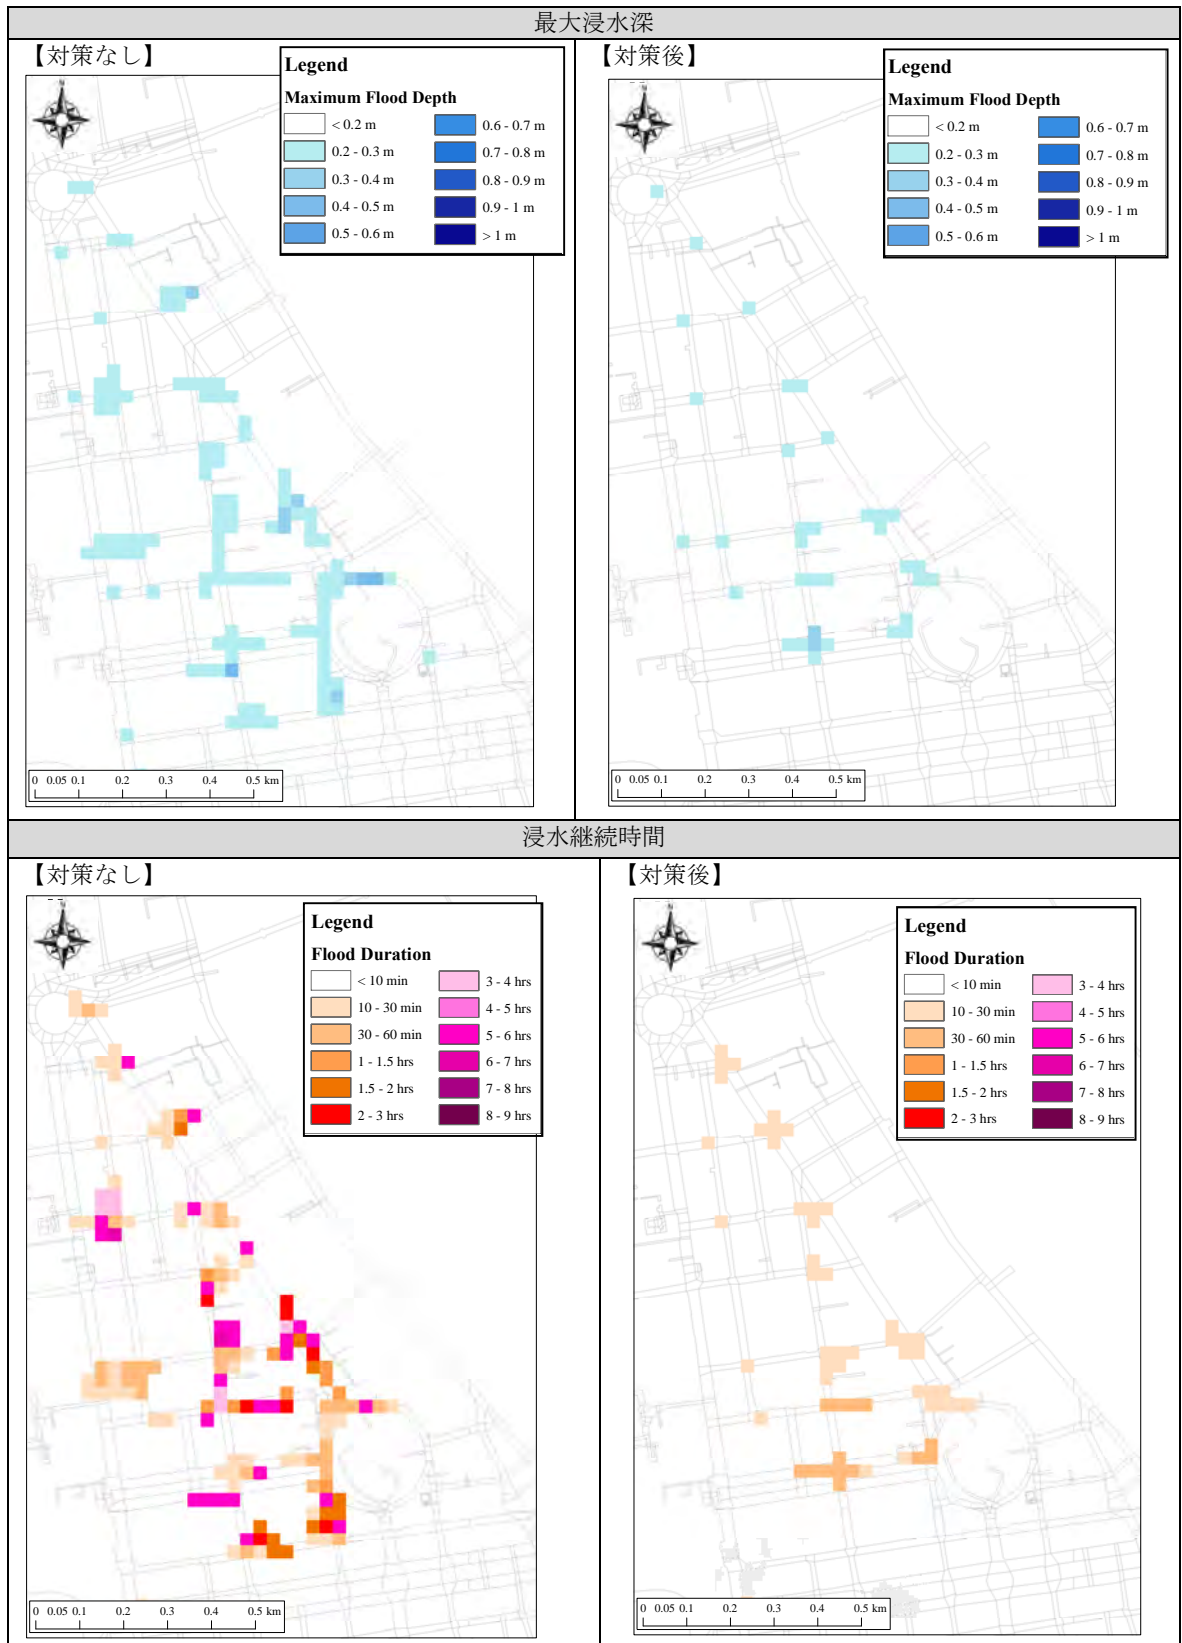 最大浸水深
【対策なし】
Legend
Maximum Flood Depth
< 0.2 m
0.6 - 0.7 m
0.2 - 0.3 m
0.7 - 0.8 m
0.3 - 0.4 m
0.8 - 0.9 m
0.4 - 0.5 m
0.9 - 1 m
0.5 - 0.6 m
> 1 m
N
0 0.05 0.1 0.2 0.3 0.4 0.5 km
【対策後】
Legend
Maximum Flood Depth
< 0.2 m
0.6 - 0.7 m
0.2 - 0.3 m
0.7 - 0.8 m
0.3 - 0.4 m
0.8 - 0.9 m
0.4 - 0.5 m
0.9 - 1 m
0.5 - 0.6 m
> 1 m
N
0 0.05 0.1 0.2 0.3 0.4 0.5 km
浸水継続時間
【対策なし】
Legend
Flood Duration
< 10 min
3 - 4 hrs
10 - 30 min
4 - 5 hrs
30 - 60 min
5 - 6 hrs
1 - 1.5 hrs
6 - 7 hrs
1.5 - 2 hrs
7 - 8 hrs
2 - 3 hrs
8 - 9 hrs
N
0 0.05 0.1 0.2 0.3 0.4 0.5 km
【対策後】
Legend
Flood Duration
< 10 min
3 - 4 hrs
10 - 30 min
4 - 5 hrs
30 - 60 min
5 - 6 hrs
1 - 1.5 hrs
6 - 7 hrs
1.5 - 2 hrs
7 - 8 hrs
2 - 3 hrs
8 - 9 hrs
N
0 0.05 0.1 0.2 0.3 0.4 0.5 km